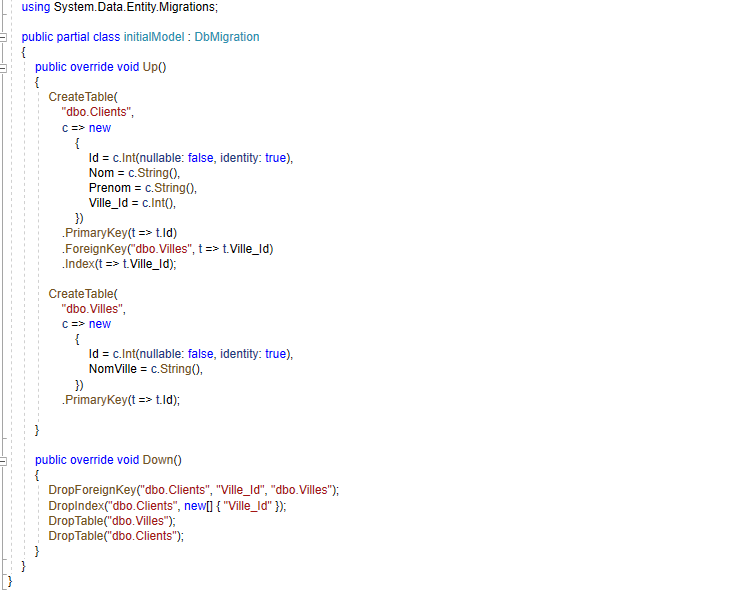 using System.Data.Entity.Migrations;
public partial class initialModel : DbMigration
{
public override void Up()
{
CreateTable(
"dbo.Clients",
c => new
{
Id = c.Int(nullable: false, identity: true),
Nom = c.String(),
Prenom = c.String(),
Ville_Id = c.Int(),
})
.PrimaryKey(t => t.Id)
.ForeignKey("dbo.Villes", t => t.Ville_Id)
.Index(t => t.Ville_Id);
CreateTable(
"dbo.Villes",
c => new
{
Id = c.Int(nullable: false, identity: true),
NomVille = c.String(),
})
.PrimaryKey(t => t.Id);
}
public override void Down()
{
DropForeignKey("dbo.Clients", "Ville_Id", "dbo.Villes");
DropIndex("dbo.Clients", new[] { "Ville_Id" });
DropTable("dbo.Villes");
DropTable("dbo.Clients");
}
}
}